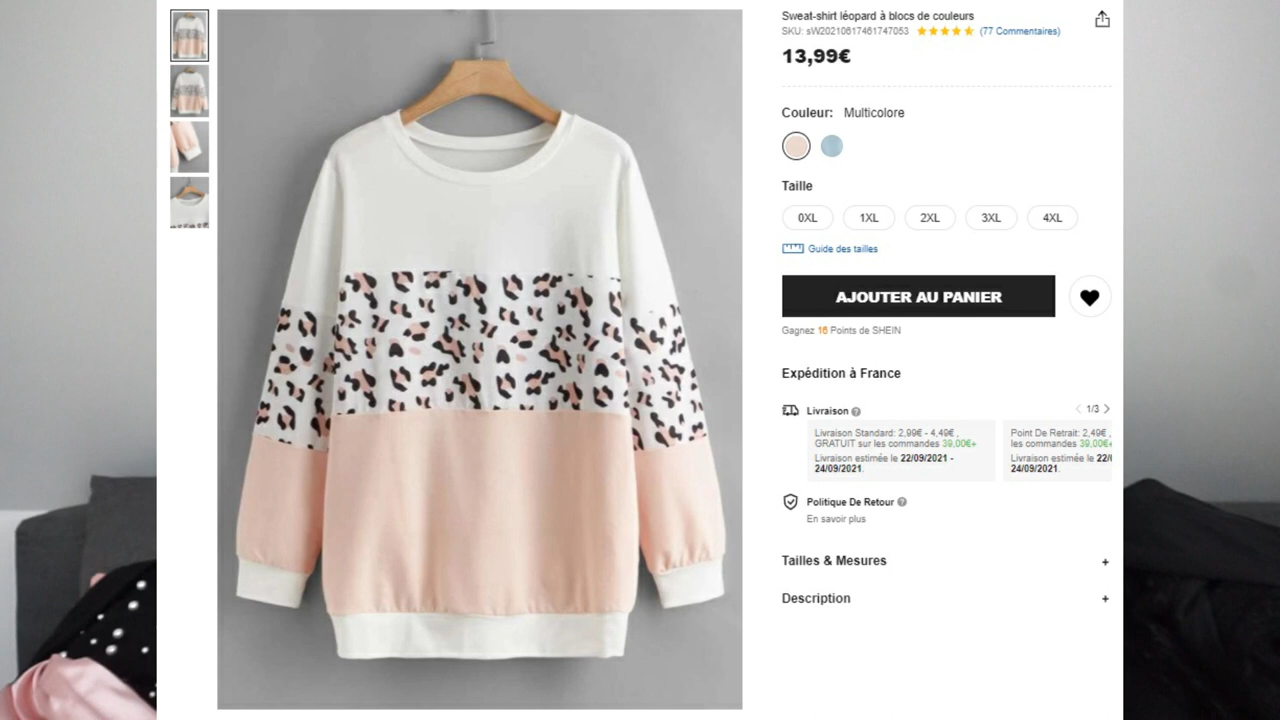 Sweat-shirt léopard à blocs de couleurs
SKU: sW20210617461747053 (77 Commentaires)
13,99€
Couleur: Multicolore
Taille
0XL 1XL 2XL 3XL 4XL
Guide des tailles
AJOUTER AU PANIER
Gagnez 16 Points de SHEIN
Expédition à France
Livraison ? 1/3
Livraison Standard: 2,99€ - 4,49€ ,
GRATUIT sur les commandes 39,00€+
Livraison estimée le 22/09/2021 -
24/09/2021.
Point De Retrait: 2,49€ ,
les commandes 39,00€+
Livraison estimée le 22/
24/09/2021.
Politique De Retour ?
En savoir plus
Tailles & Mesures +
Description +